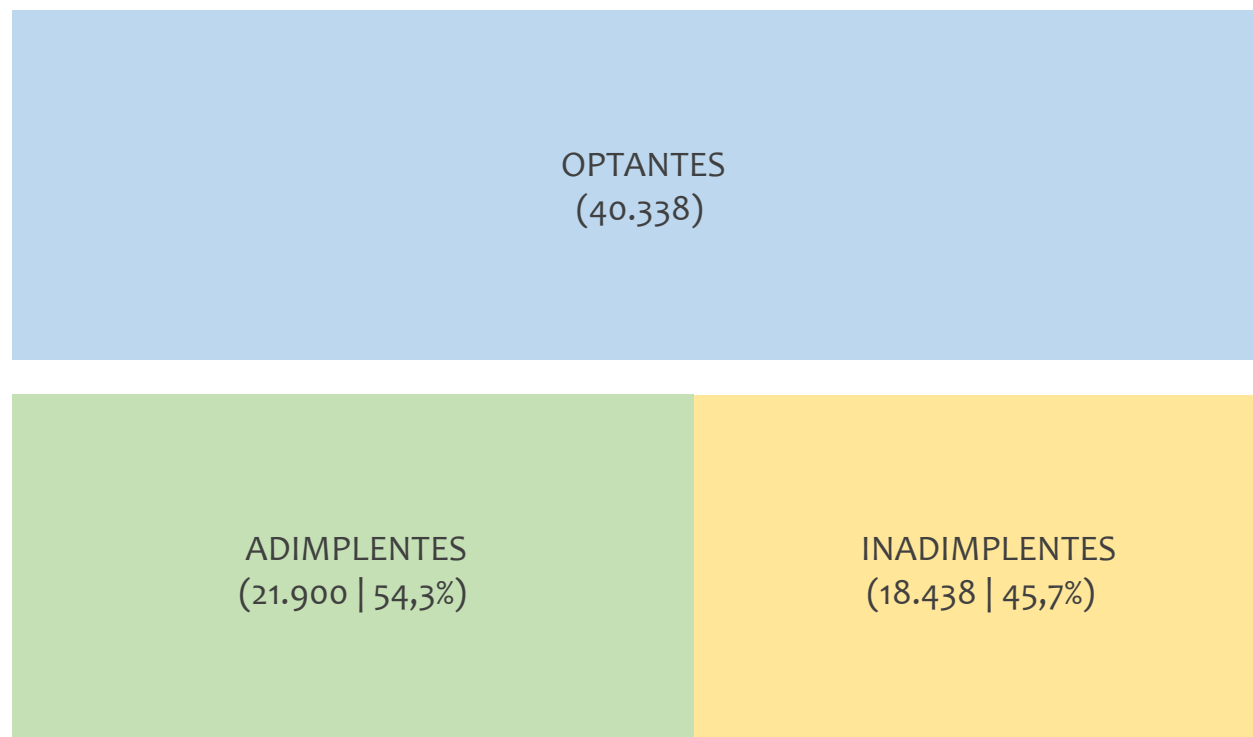 OPTANTES
(40.338)
ADIMPLENTES
(21.900 | 54,3%)
INADIMPLENTES
(18.438 | 45,7%)